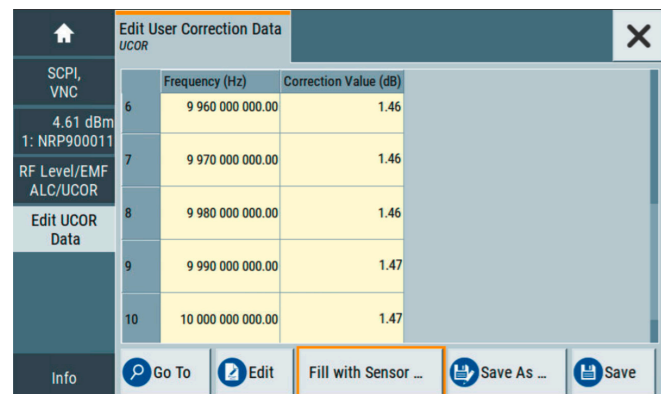 Edit User Correction Data
UCOR
SCPI,
VNC
4.61 dBm
1: NRP900011
RF Level/EMF
ALC/UCOR
Edit UCOR
Data
Info
Frequency (Hz) Correction Value (dB)
6 9 960 000 000.00 1.46
7 9 970 000 000.00 1.46
8 9 980 000 000.00 1.46
9 9 990 000 000.00 1.47
10 10 000 000 000.00 1.47
Go To Edit Fill with Sensor ... Save As ... Save